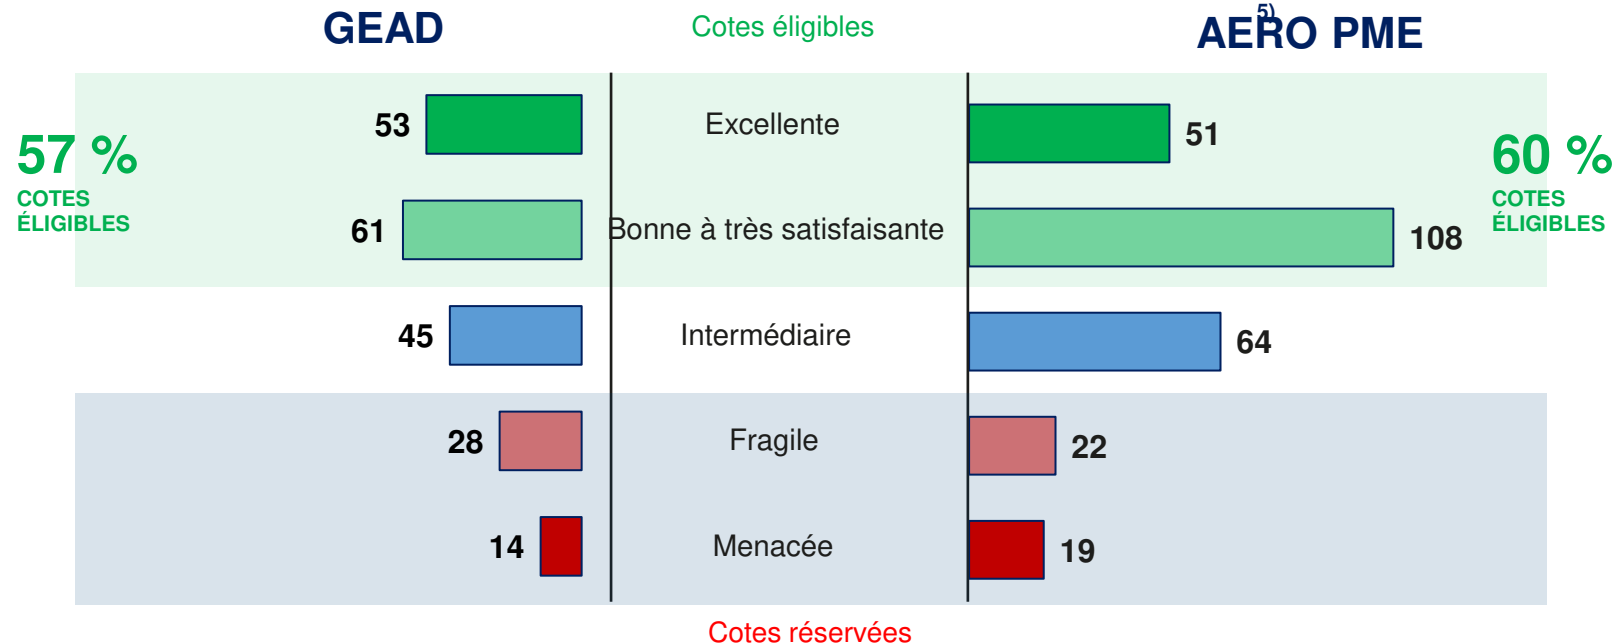 GEAD
Cotes éligibles
5)
AERO PME
53
Excellente
51
57 %
COTES
ÉLIGIBLES
60 %
COTES
ÉLIGIBLES
61
Bonne à très satisfaisante
108
45
Intermédiaire
64
28
Fragile
22
14
Menacée
19
Cotes réservées